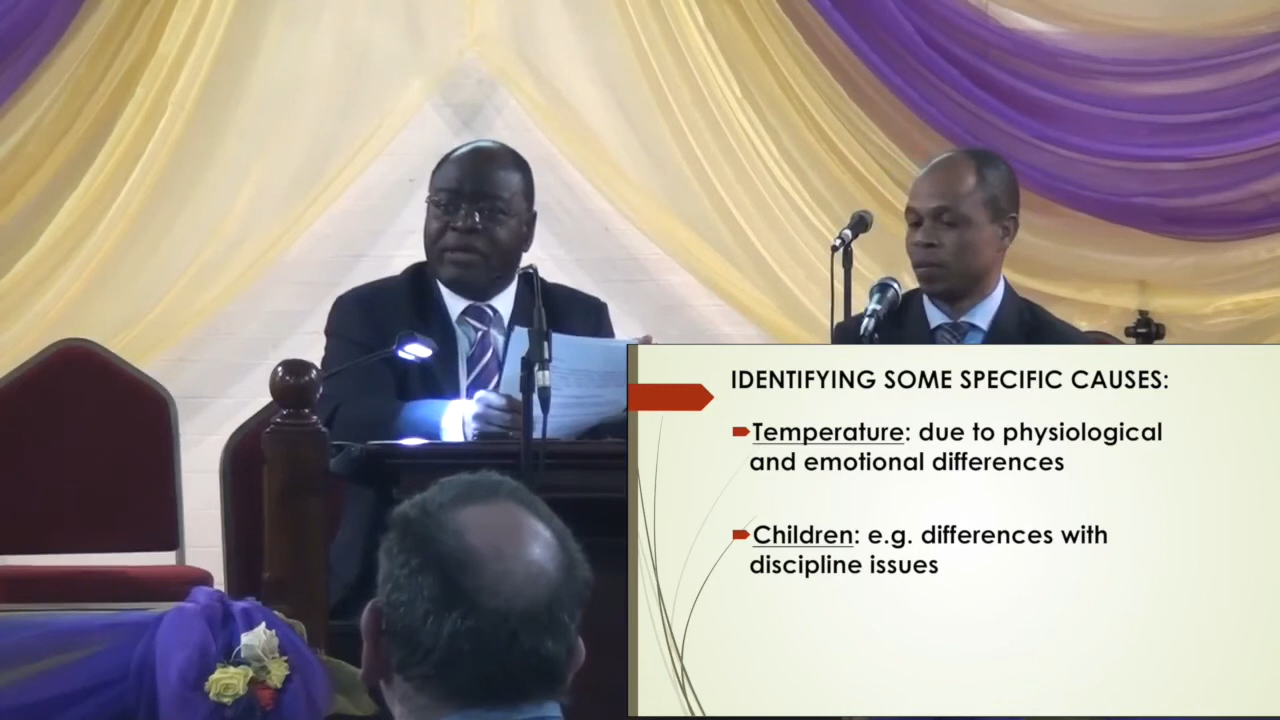 IDENTIFYING SOME SPECIFIC CAUSES:
Temperature: due to physiological
and emotional differences
Children: e.g. differences with
discipline issues